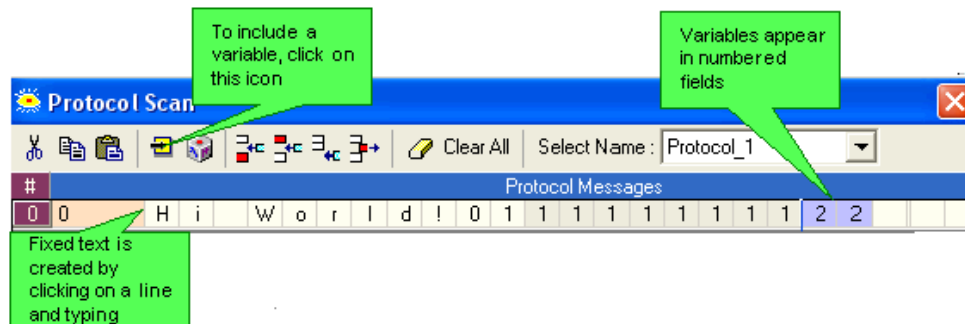 To include a
variable, click on
this icon
Variables appear
in numbered
fields
Protocol Scan
Clear All Select Name : Protocol_1
# Protocol Messages
0 0 H i W o r l d ! 0 1 1 1 1 1 1 1 1 1 2 2
Fixed text is
created by
clicking on a line
and typing